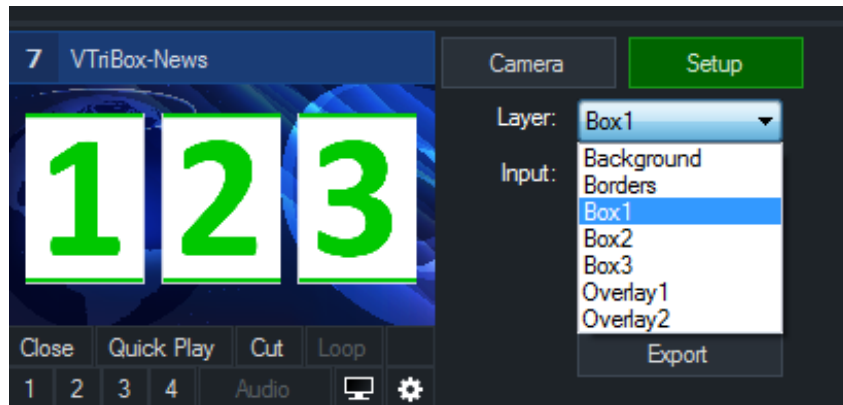 7 VTriBox-News
Camera Setup
1 2 3
Layer: Box1
Input:
Background
Borders
Box1
Box2
Box3
Overlay1
Overlay2
Export
Close Quick Play Cut Loop
1 2 3 4 Audio